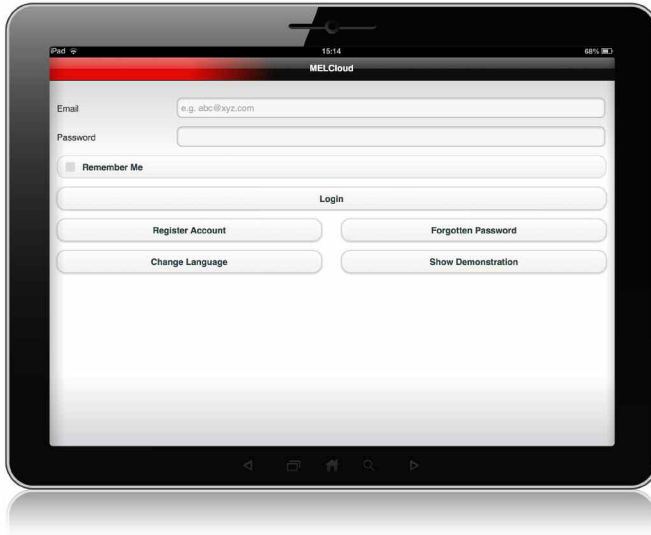 iPad 15:14 68%
MELCloud
Email e.g. abc@xyz.com
Password
Remember Me
Login
Register Account Forgotten Password
Change Language Show Demonstration